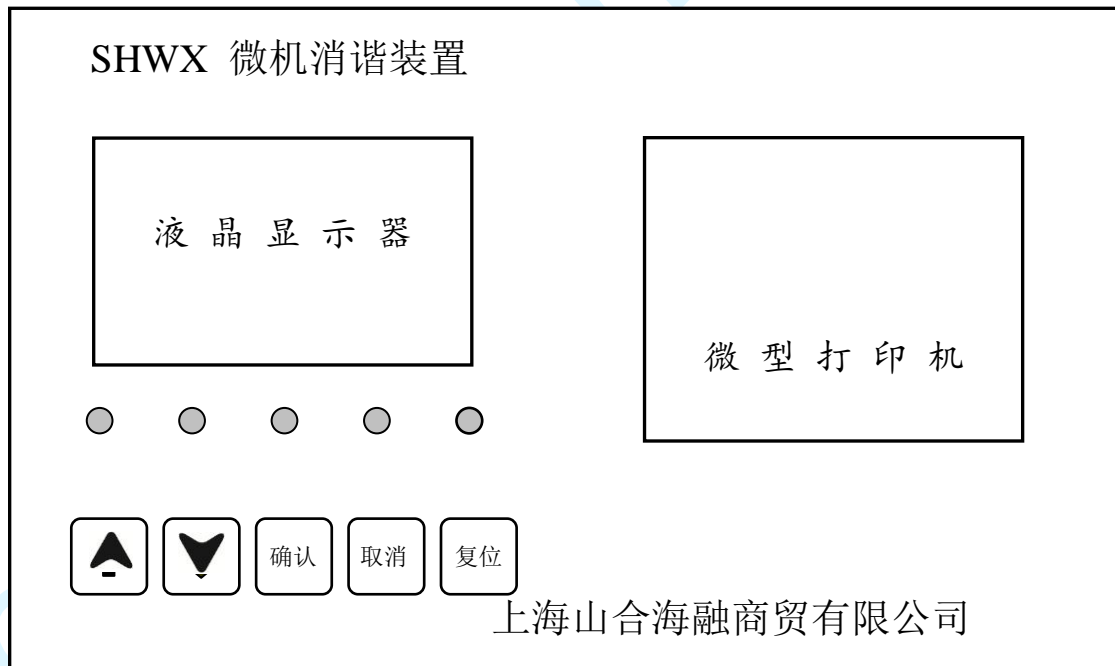 SHWX 微机消谐装置
液晶显示器
微型打印机
确认
取消
复位
上海山合海融商贸有限公司